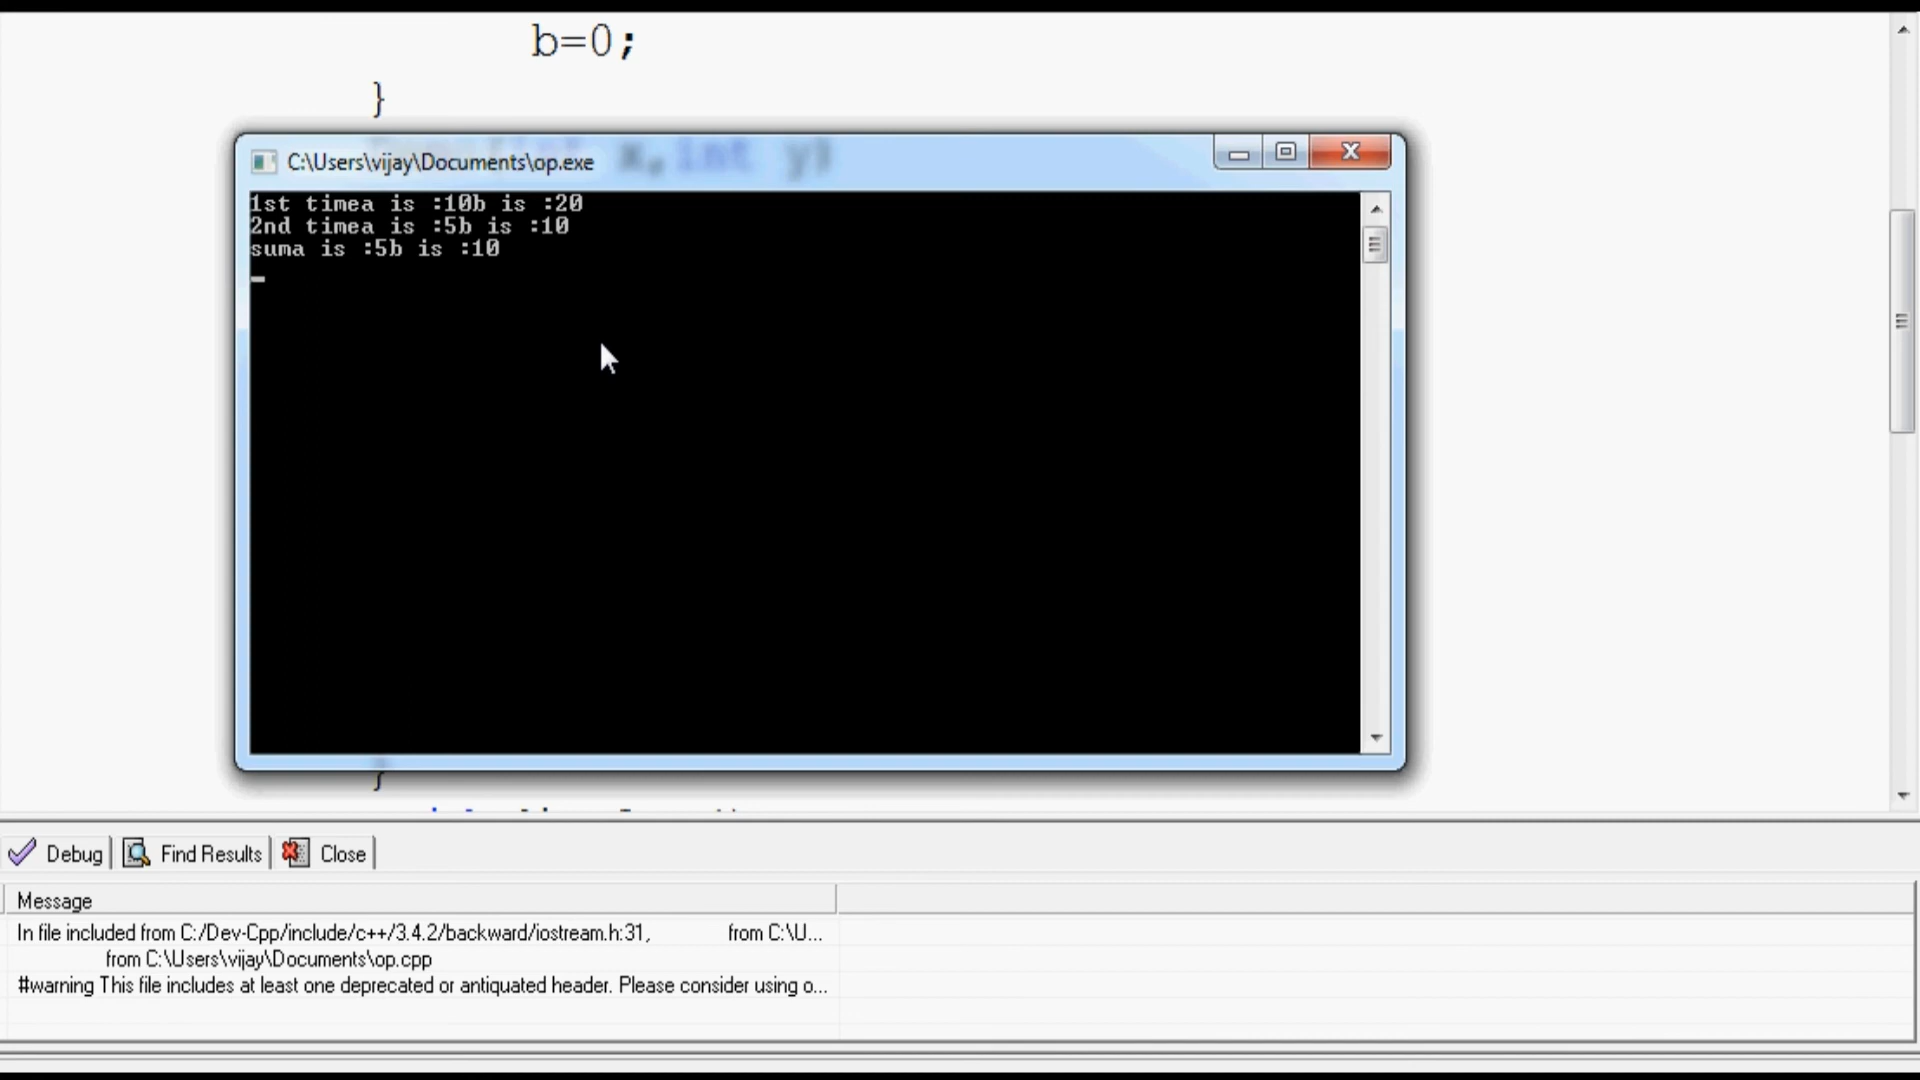 b=0;
}
int x,int y)
C:\Users\vijay\Documents\op.exe
1st timea is :10b is :20
2nd timea is :5b is :10
suma is :5b is :10
}
Debug
Find Results
Close
Message
In file included from C:/Dev-Cpp/include/c++/3.4.2/backward/iostream.h:31, from C:\U...
from C:\Users\vijay\Documents\op.cpp
#warning This file includes at least one deprecated or antiquated header. Please consider using o...